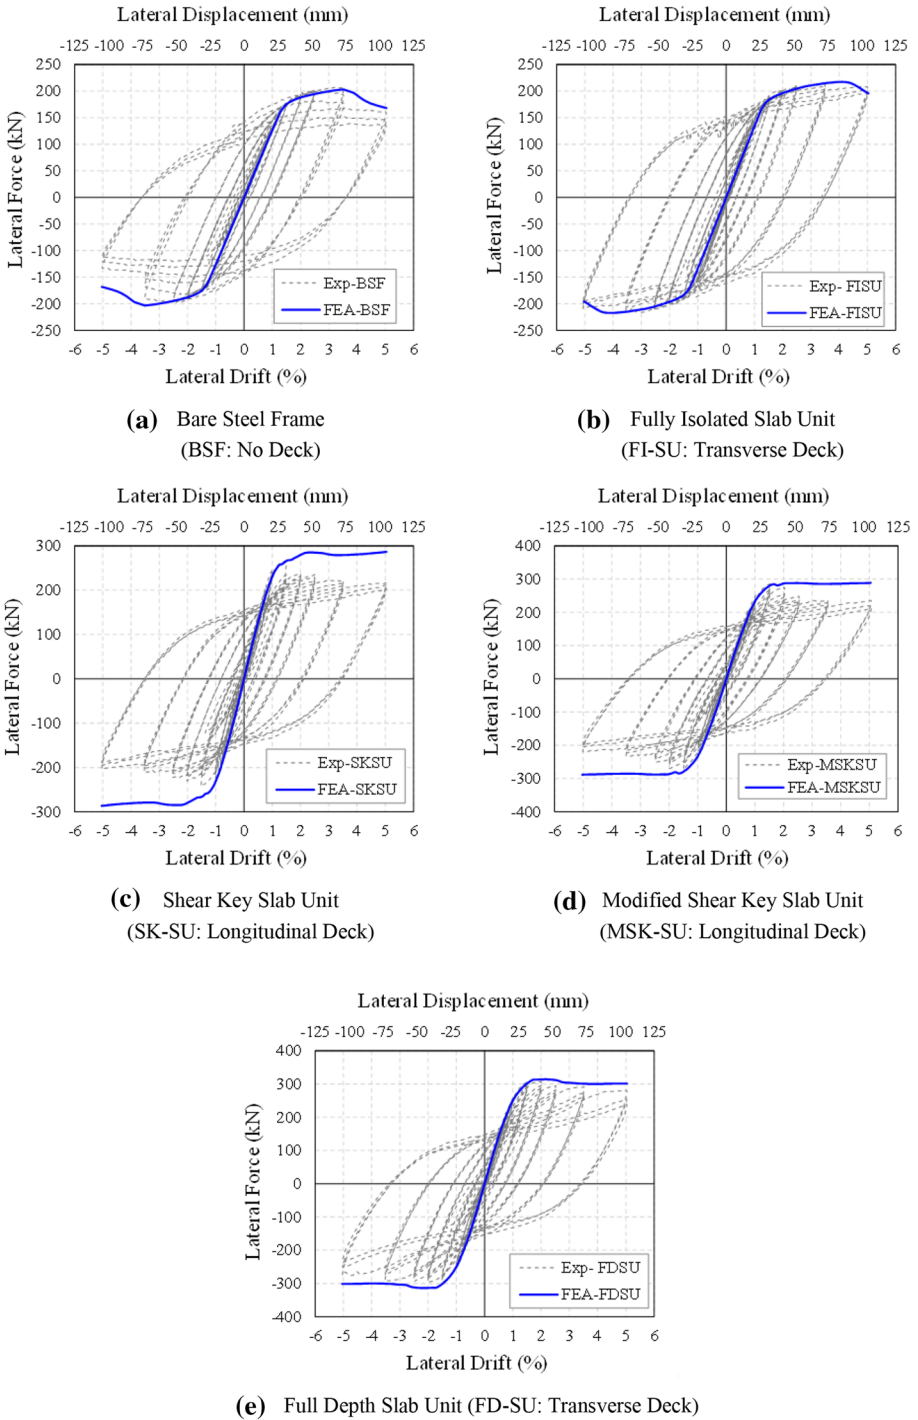 Lateral Displacement (mm)
-125 -100 -75 -50 -25 0 25 50 75 100 125
250
200
150
100
50
0
-50
-100
-150
-200
-250
Lateral Force (kN)
Exp-BSF
FEA-BSF
-6 -5 -4 -3 -2 -1 0 1 2 3 4 5 6
Lateral Drift (%)
(a) Bare Steel Frame
(BSF: No Deck)
Lateral Displacement (mm)
-125 -100 -75 -50 -25 0 25 50 75 100 125
250
200
150
100
50
0
-50
-100
-150
-200
-250
Lateral Force (kN)
Exp- FISU
FEA-FISU
-6 -5 -4 -3 -2 -1 0 1 2 3 4 5 6
Lateral Drift (%)
(b) Fully Isolated Slab Unit
(FI-SU: Transverse Deck)
Lateral Displacement (mm)
-125 -100 -75 -50 -25 0 25 50 75 100 125
300
200
100
0
-100
-200
-300
Lateral Force (kN)
Exp-SKSU
FEA-SKSU
-6 -5 -4 -3 -2 -1 0 1 2 3 4 5 6
Lateral Drift (%)
(c) Shear Key Slab Unit
(SK-SU: Longitudinal Deck)
Lateral Displacement (mm)
-125 -100 -75 -50 -25 0 25 50 75 100 125
400
300
200
100
0
-100
-200
-300
-400
Lateral Force (kN)
Exp-MSKSU
FEA-MSKSU
-6 -5 -4 -3 -2 -1 0 1 2 3 4 5 6
Lateral Drift (%)
(d) Modified Shear Key Slab Unit
(MSK-SU: Longitudinal Deck)
Lateral Displacement (mm)
-125 -100 -75 -50 -25 0 25 50 75 100 125
400
300
200
100
0
-100
-200
-300
-400
Lateral Force (kN)
Exp- FDSU
FEA-FDSU
-6 -5 -4 -3 -2 -1 0 1 2 3 4 5 6
Lateral Drift (%)
(e) Full Depth Slab Unit (FD-SU: Transverse Deck)